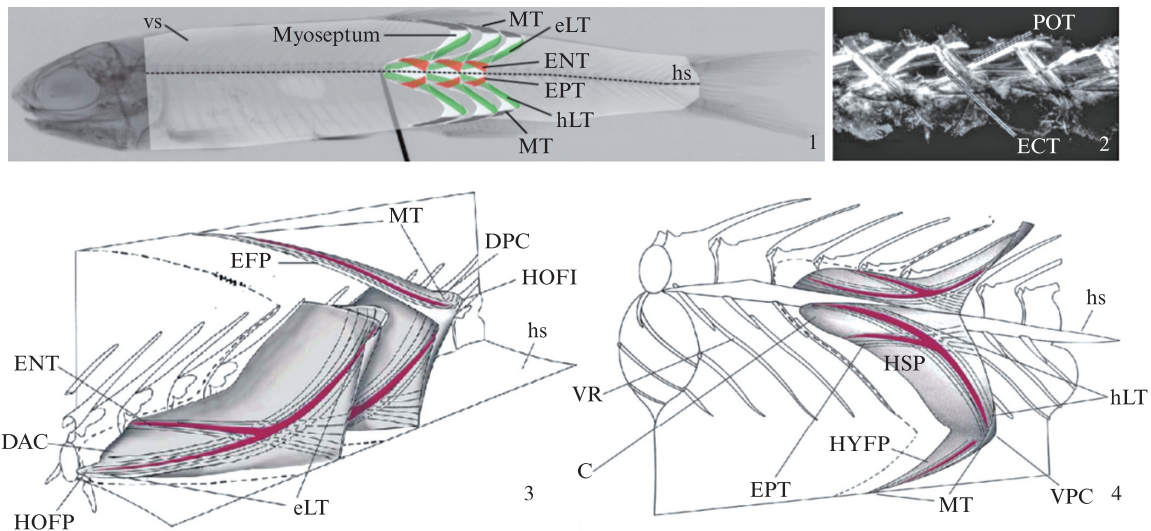 vs
Myoseptum
MT
eLT
ENT
EPT
hs
hLT
MT
1
POT
ECT
2
MT
EFP
DPC
HOFI
hs
ENT
DAC
HOFP
eLT
3
hs
VR
HSP
hLT
C
HYFP
EPT
MT
VPC
4